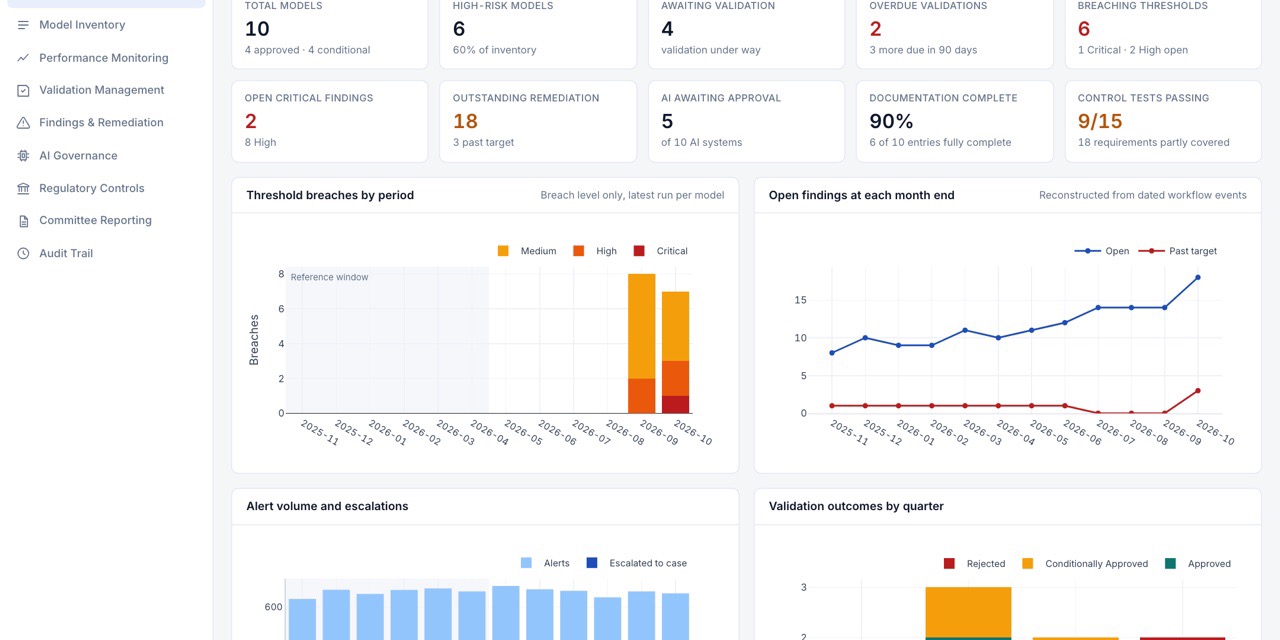 Model Inventory
Performance Monitoring
Validation Management
Findings & Remediation
AI Governance
Regulatory Controls
Committee Reporting
Audit Trail
TOTAL MODELS
10
4 approved · 4 conditional
HIGH-RISK MODELS
6
60% of inventory
AWAITING VALIDATION
4
validation under way
OVERDUE VALIDATIONS
2
3 more due in 90 days
BREACHING THRESHOLDS
6
1 Critical · 2 High open
OPEN CRITICAL FINDINGS
2
8 High
OUTSTANDING REMEDIATION
18
3 past target
AI AWAITING APPROVAL
5
of 10 AI systems
DOCUMENTATION COMPLETE
90%
6 of 10 entries fully complete
CONTROL TESTS PASSING
9/15
18 requirements partly covered
Threshold breaches by period
Breach level only, latest run per model
Medium High Critical
Reference window
Breaches
8
6
4
2
0
2025-11 2025-12 2026-01 2026-02 2026-03 2026-04 2026-05 2026-06 2026-07 2026-08 2026-09 2026-10
Open findings at each month end
Reconstructed from dated workflow events
Open Past target
15
10
5
0
2025-11 2025-12 2026-01 2026-02 2026-03 2026-04 2026-05 2026-06 2026-07 2026-08 2026-09 2026-10
Alert volume and escalations
Alerts Escalated to case
600
Validation outcomes by quarter
Rejected Conditionally Approved Approved
3
2